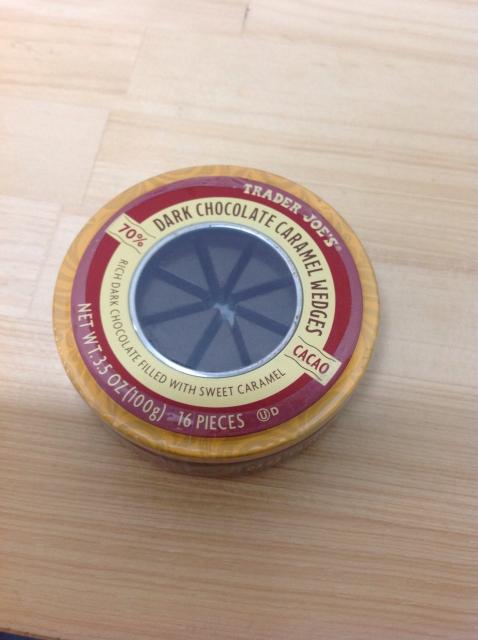 TRADER JOE'S
70%
DARK CHOCOLATE CARAMEL WEDGES
CACAO
RICH DARK CHOCOLATE FILLED WITH SWEET CARAMEL
NET WT. 3.5 OZ (100g) 16 PIECES U D